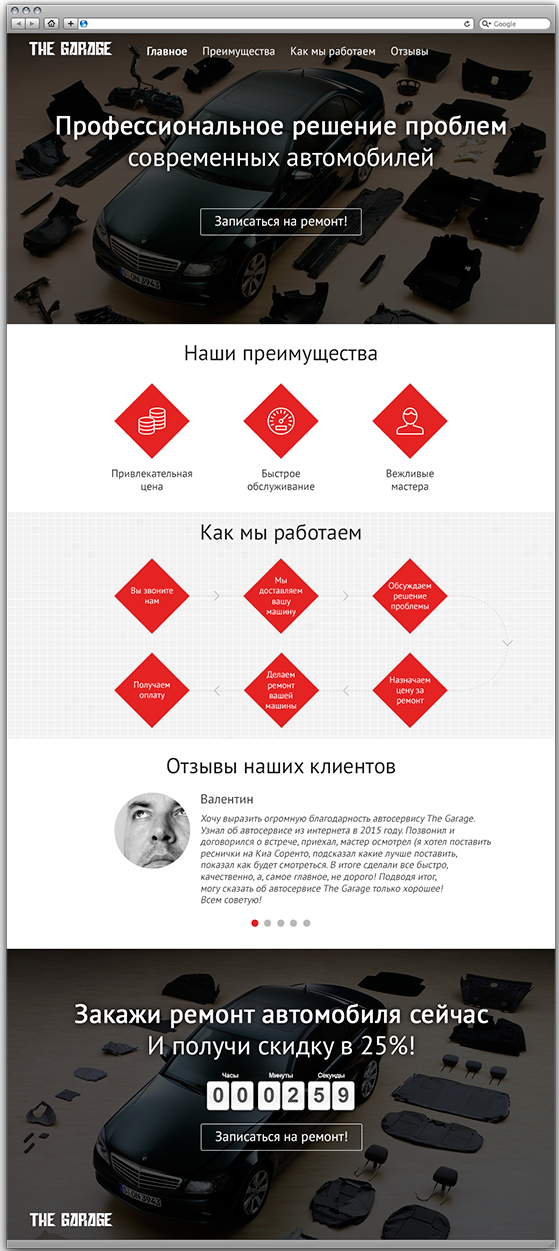 Google
THE GARAGE
Главное Преимущества Как мы работаем Отзывы
Профессиональное решение проблем
современных автомобилей
Записаться на ремонт!
Наши преимущества
Привлекательная
цена
Быстрое
обслуживание
Вежливые
мастера
Как мы работаем
Вы звоните
нам
Мы
доставляем
вашу
машину
Обсуждаем
решение
проблемы
Получаем
оплату
Делаем
ремонт
вашей
машины
Назначаем
цену за
ремонт
Отзывы наших клиентов
Валентин
Хочу выразить огромную благодарность автосервису The Garage.
Узнал об автосервисе из интернета в 2015 году. Позвонил и
договорился о встрече, приехал, мастер осмотрел (я хотел поставить
реснички на Киа Соренто, подсказал какие лучше поставить,
показал как будет смотреться. В итоге сделали все быстро,
качественно, а, самое главное, не дорого! Подводя итог,
могу сказать об автосервисе The Garage только хорошее!
Всем советую!
Закажи ремонт автомобиля сейчас
И получи скидку в 25%!
Часы Минуты Секунды
00 02 59
Записаться на ремонт!
THE GARAGE